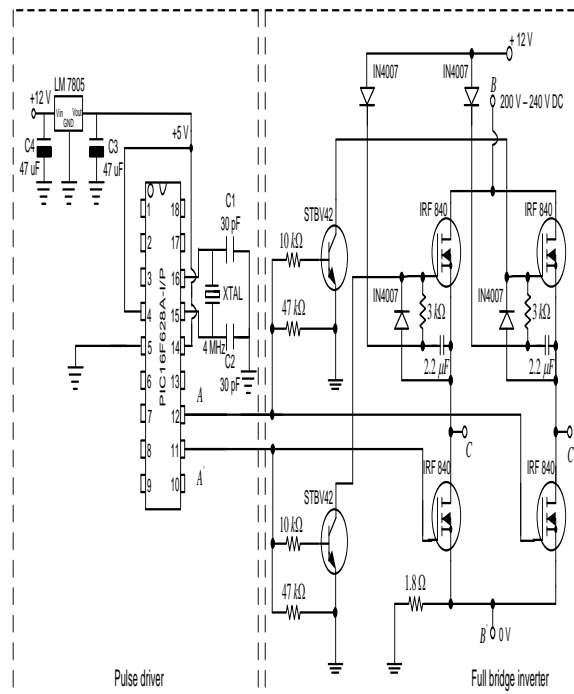 + 12 V
IN4007
IN4007
B
200 V – 240 V DC
LM 7805
+12 V
Vin
Vout
GND
+5 V
C4
47 uF
C3
47 uF
STBV42
IRF 840
IRF 840
1
2
3
4
5
6
7
8
9
18
17
16
15
14
13
12
11
10
PIC16F628A-I/P
C1
30 pF
XTAL
4 MHz
C2
30 pF
10 kΩ
47 kΩ
IN4007
3 kΩ
2.2 µF
IN4007
3 kΩ
2.2 µF
A
A'
C
C
IRF 840
IRF 840
STBV42
10 kΩ
47 kΩ
1.8 Ω
B'
0 V
Pulse driver
Full bridge inverter